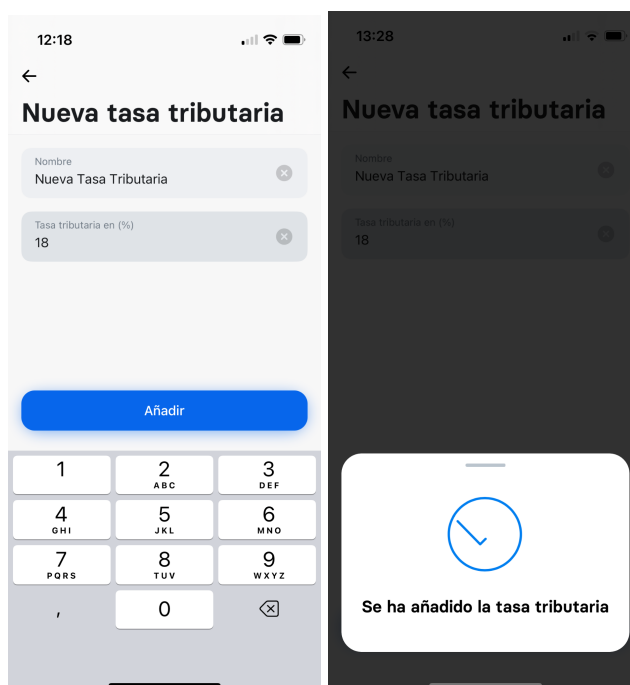 12:18
Nueva tasa tributaria
Nombre
Nueva Tasa Tributaria
Tasa tributaria en (%)
18
Añadir
1
2
ABC
3
DEF
4
GHI
5
JKL
6
MNO
7
PQRS
8
TUV
9
WXYZ
,
0
13:28
Nueva tasa tributaria
Nombre
Nueva Tasa Tributaria
Tasa tributaria en (%)
18
Se ha añadido la tasa tributaria